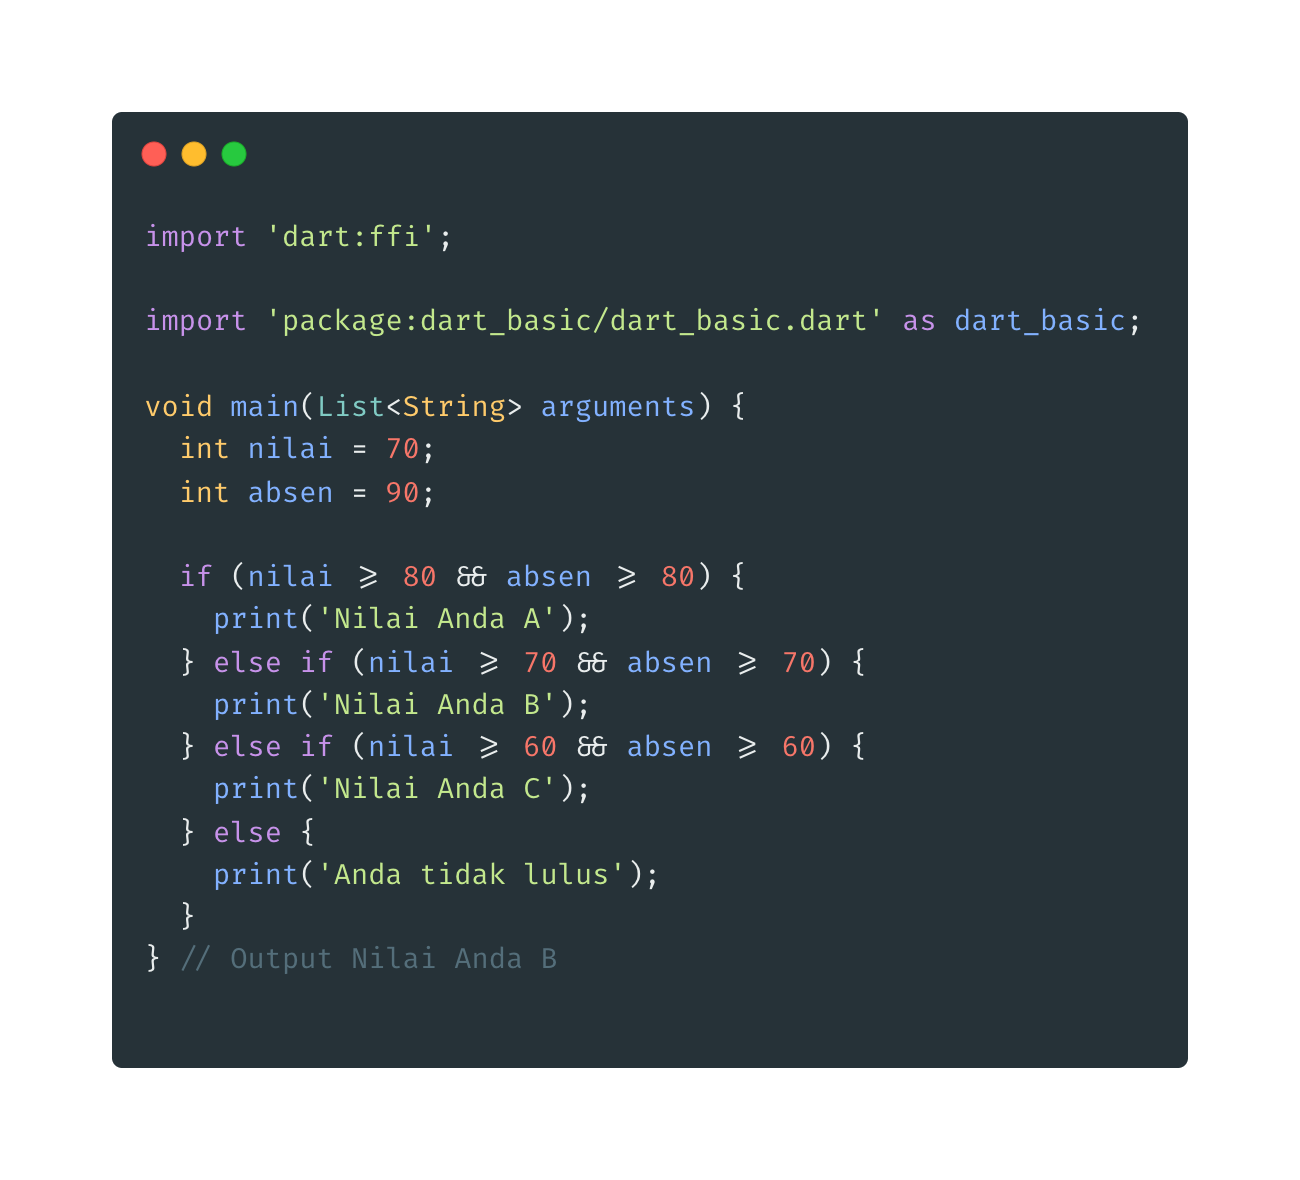 import 'dart:ffi';
import 'package:dart_basic/dart_basic.dart' as dart_basic;
void main(List<String> arguments) {
  int nilai = 70;
  int absen = 90;
  if (nilai >= 80 && absen >= 80) {
    print('Nilai Anda A');
  } else if (nilai >= 70 && absen >= 70) {
    print('Nilai Anda B');
  } else if (nilai >= 60 && absen >= 60) {
    print('Nilai Anda C');
  } else {
    print('Anda tidak lulus');
  }
} // Output Nilai Anda B